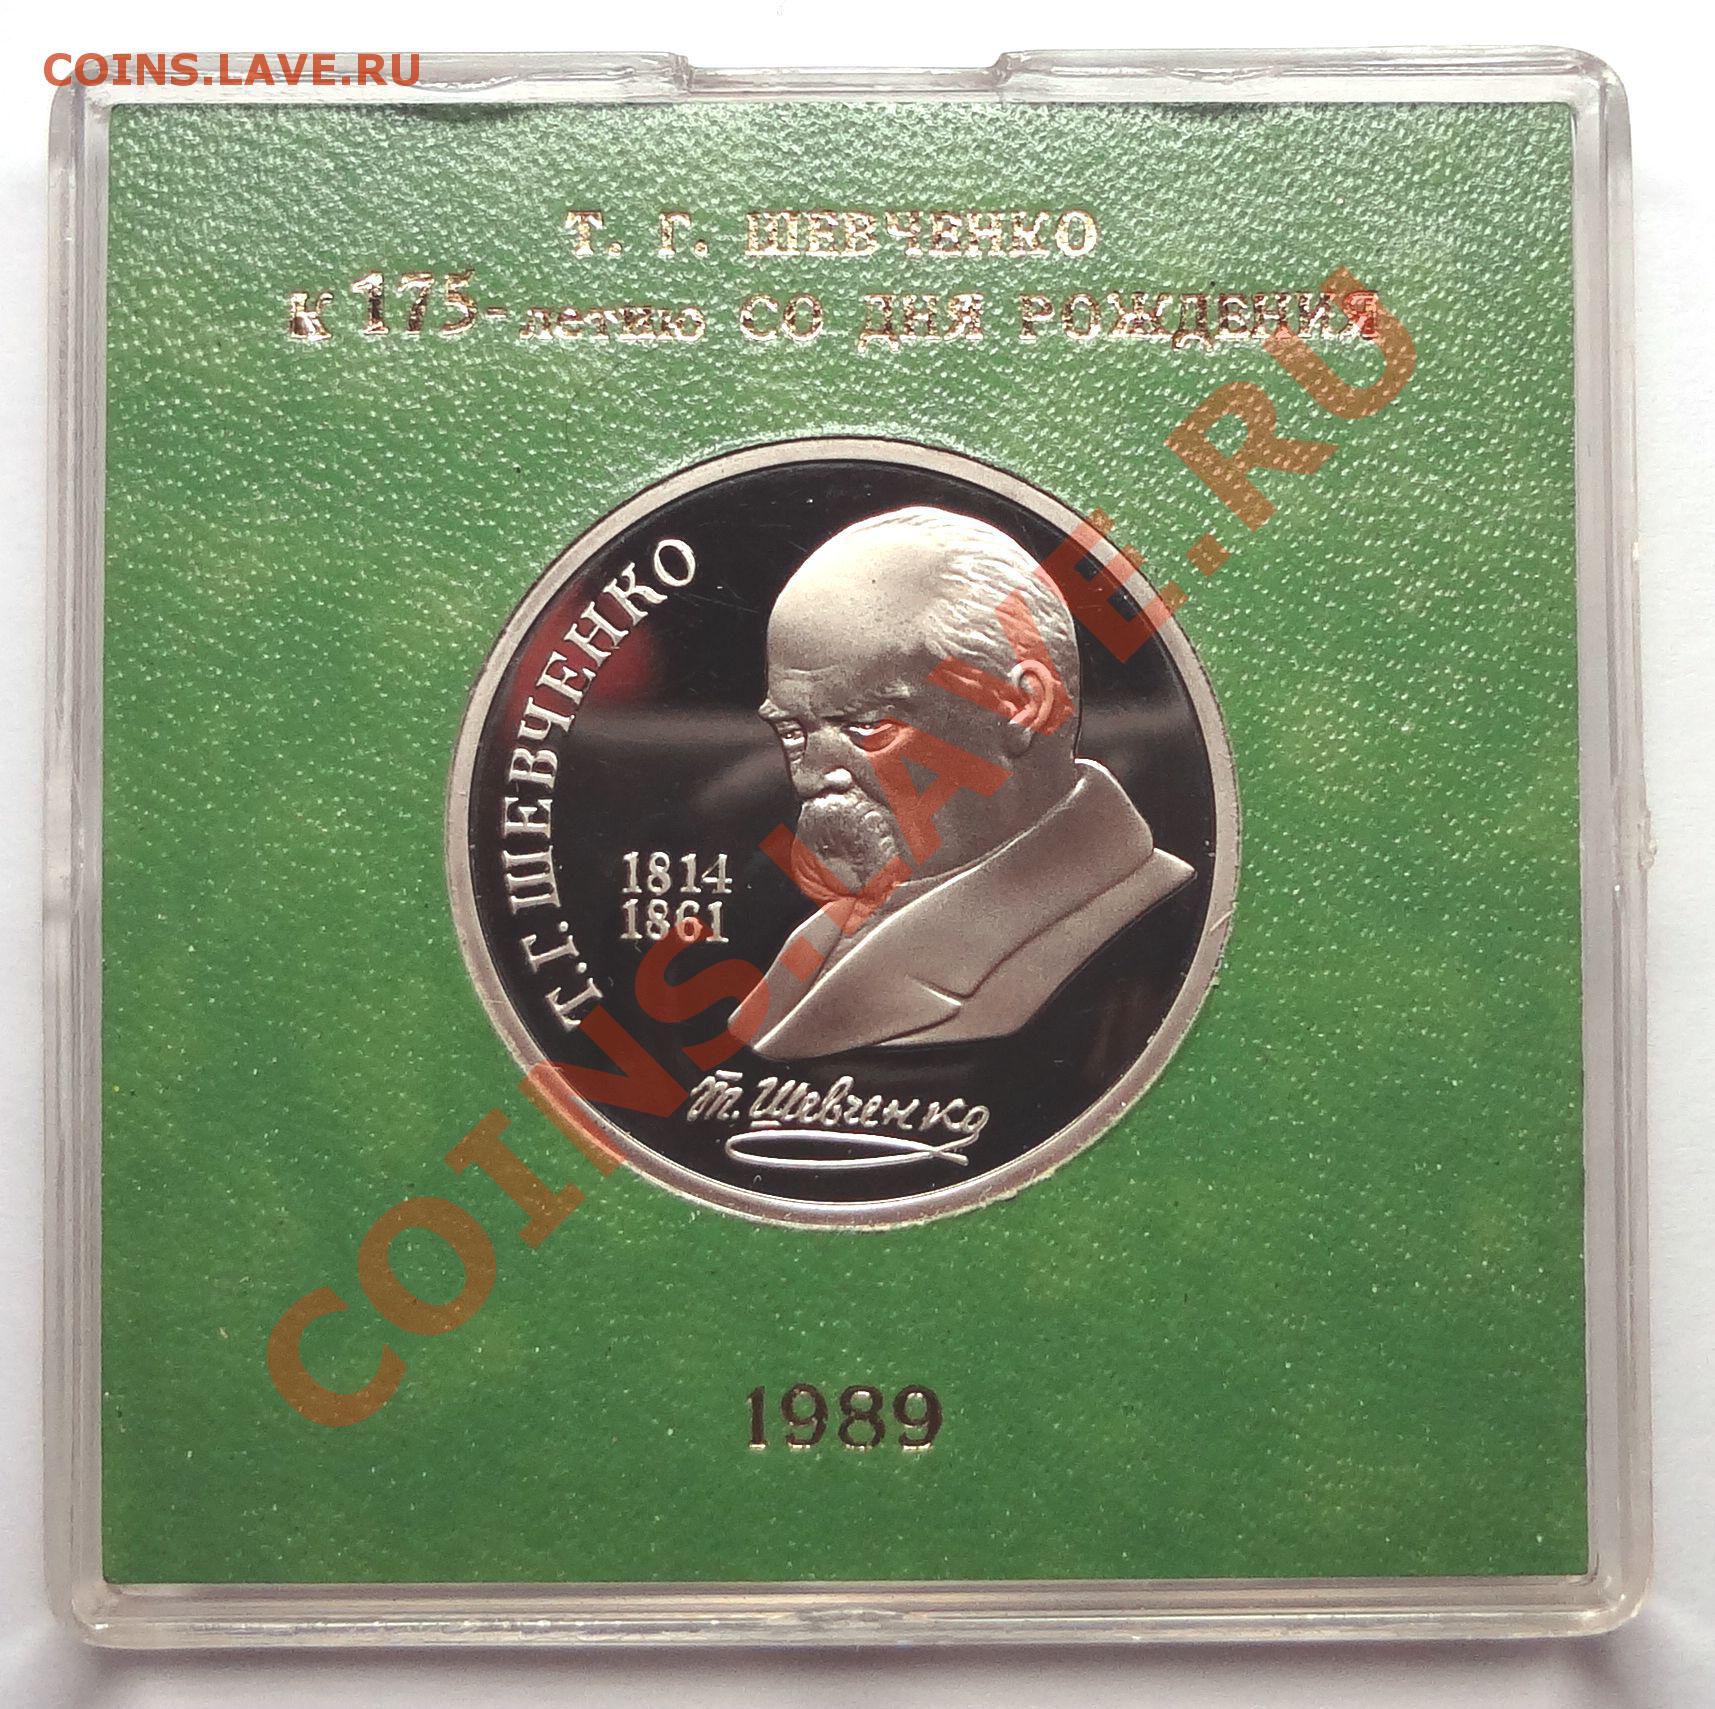 COINS.LAVE.RU
Т. Г. ШЕВЧЕНКО
К 175-летию СО ДНЯ РОЖДЕНИЯ
Т.Г.ШЕВЧЕНКО
1814
1861
Т. Шевченко
1989
COINS.LAVE.RU